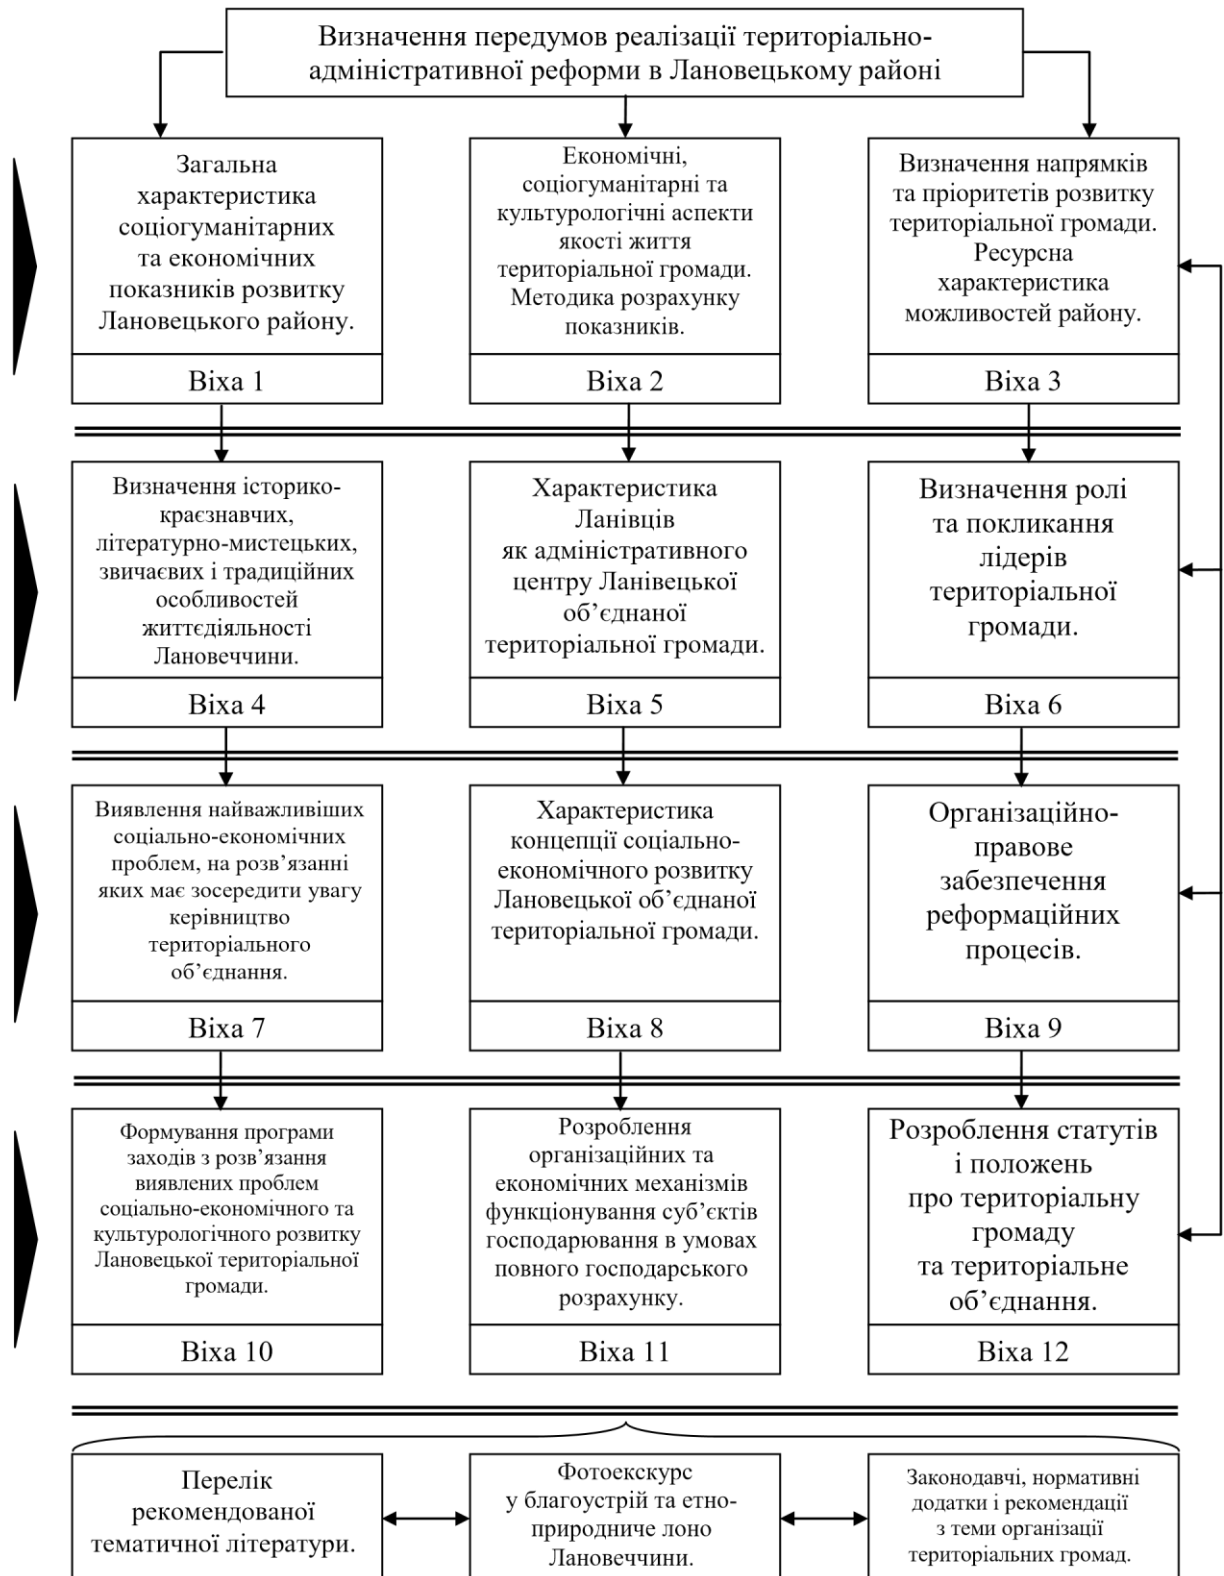 Визначення передумов реалізації територіально-
адміністративної реформи в Лановецькому районі
Загальна
характеристика
соціогуманітарних
та економічних
показників розвитку
Лановецького району.
Віха 1
Економічні,
соціогуманітарні та
культурологічні аспекти
якості життя
територіальної громади.
Методика розрахунку
показників.
Віха 2
Визначення напрямків
та пріоритетів розвитку
територіальної громади.
Ресурсна
характеристика
можливостей району.
Віха 3
Визначення історико-
краєзнавчих,
літературно-мистецьких,
звичаєвих і традиційних
особливостей
життєдіяльності
Лановеччини.
Віха 4
Характеристика
Ланівців
як адміністративного
центру Ланівецької
об’єднаної
територіальної громади.
Віха 5
Визначення ролі
та покликання
лідерів
територіальної
громади.
Віха 6
Виявлення найважливіших
соціально-економічних
проблем, на розв’язанні
яких має зосередити увагу
керівництво
територіального
об’єднання.
Віха 7
Характеристика
концепції соціально-
економічного розвитку
Лановецької об’єднаної
територіальної громади.
Віха 8
Організаційно-
правове
забезпечення
реформаційних
процесів.
Віха 9
Формування програми
заходів з розв’язання
виявлених проблем
соціально-економічного та
культурологічного розвитку
Лановецької територіальної
громади.
Віха 10
Розроблення
організаційних та
економічних механізмів
функціонування суб’єктів
господарювання в умовах
повного господарського
розрахунку.
Віха 11
Розроблення статутів
і положень
про територіальну
громаду
та територіальне
об’єднання.
Віха 12
Перелік
рекомендованої
тематичної літератури.
Фотоекскурс
у благоустрій та етно-
природниче лоно
Лановеччини.
Законодавчі, нормативні
додатки і рекомендації
з теми організації
територіальних громад.